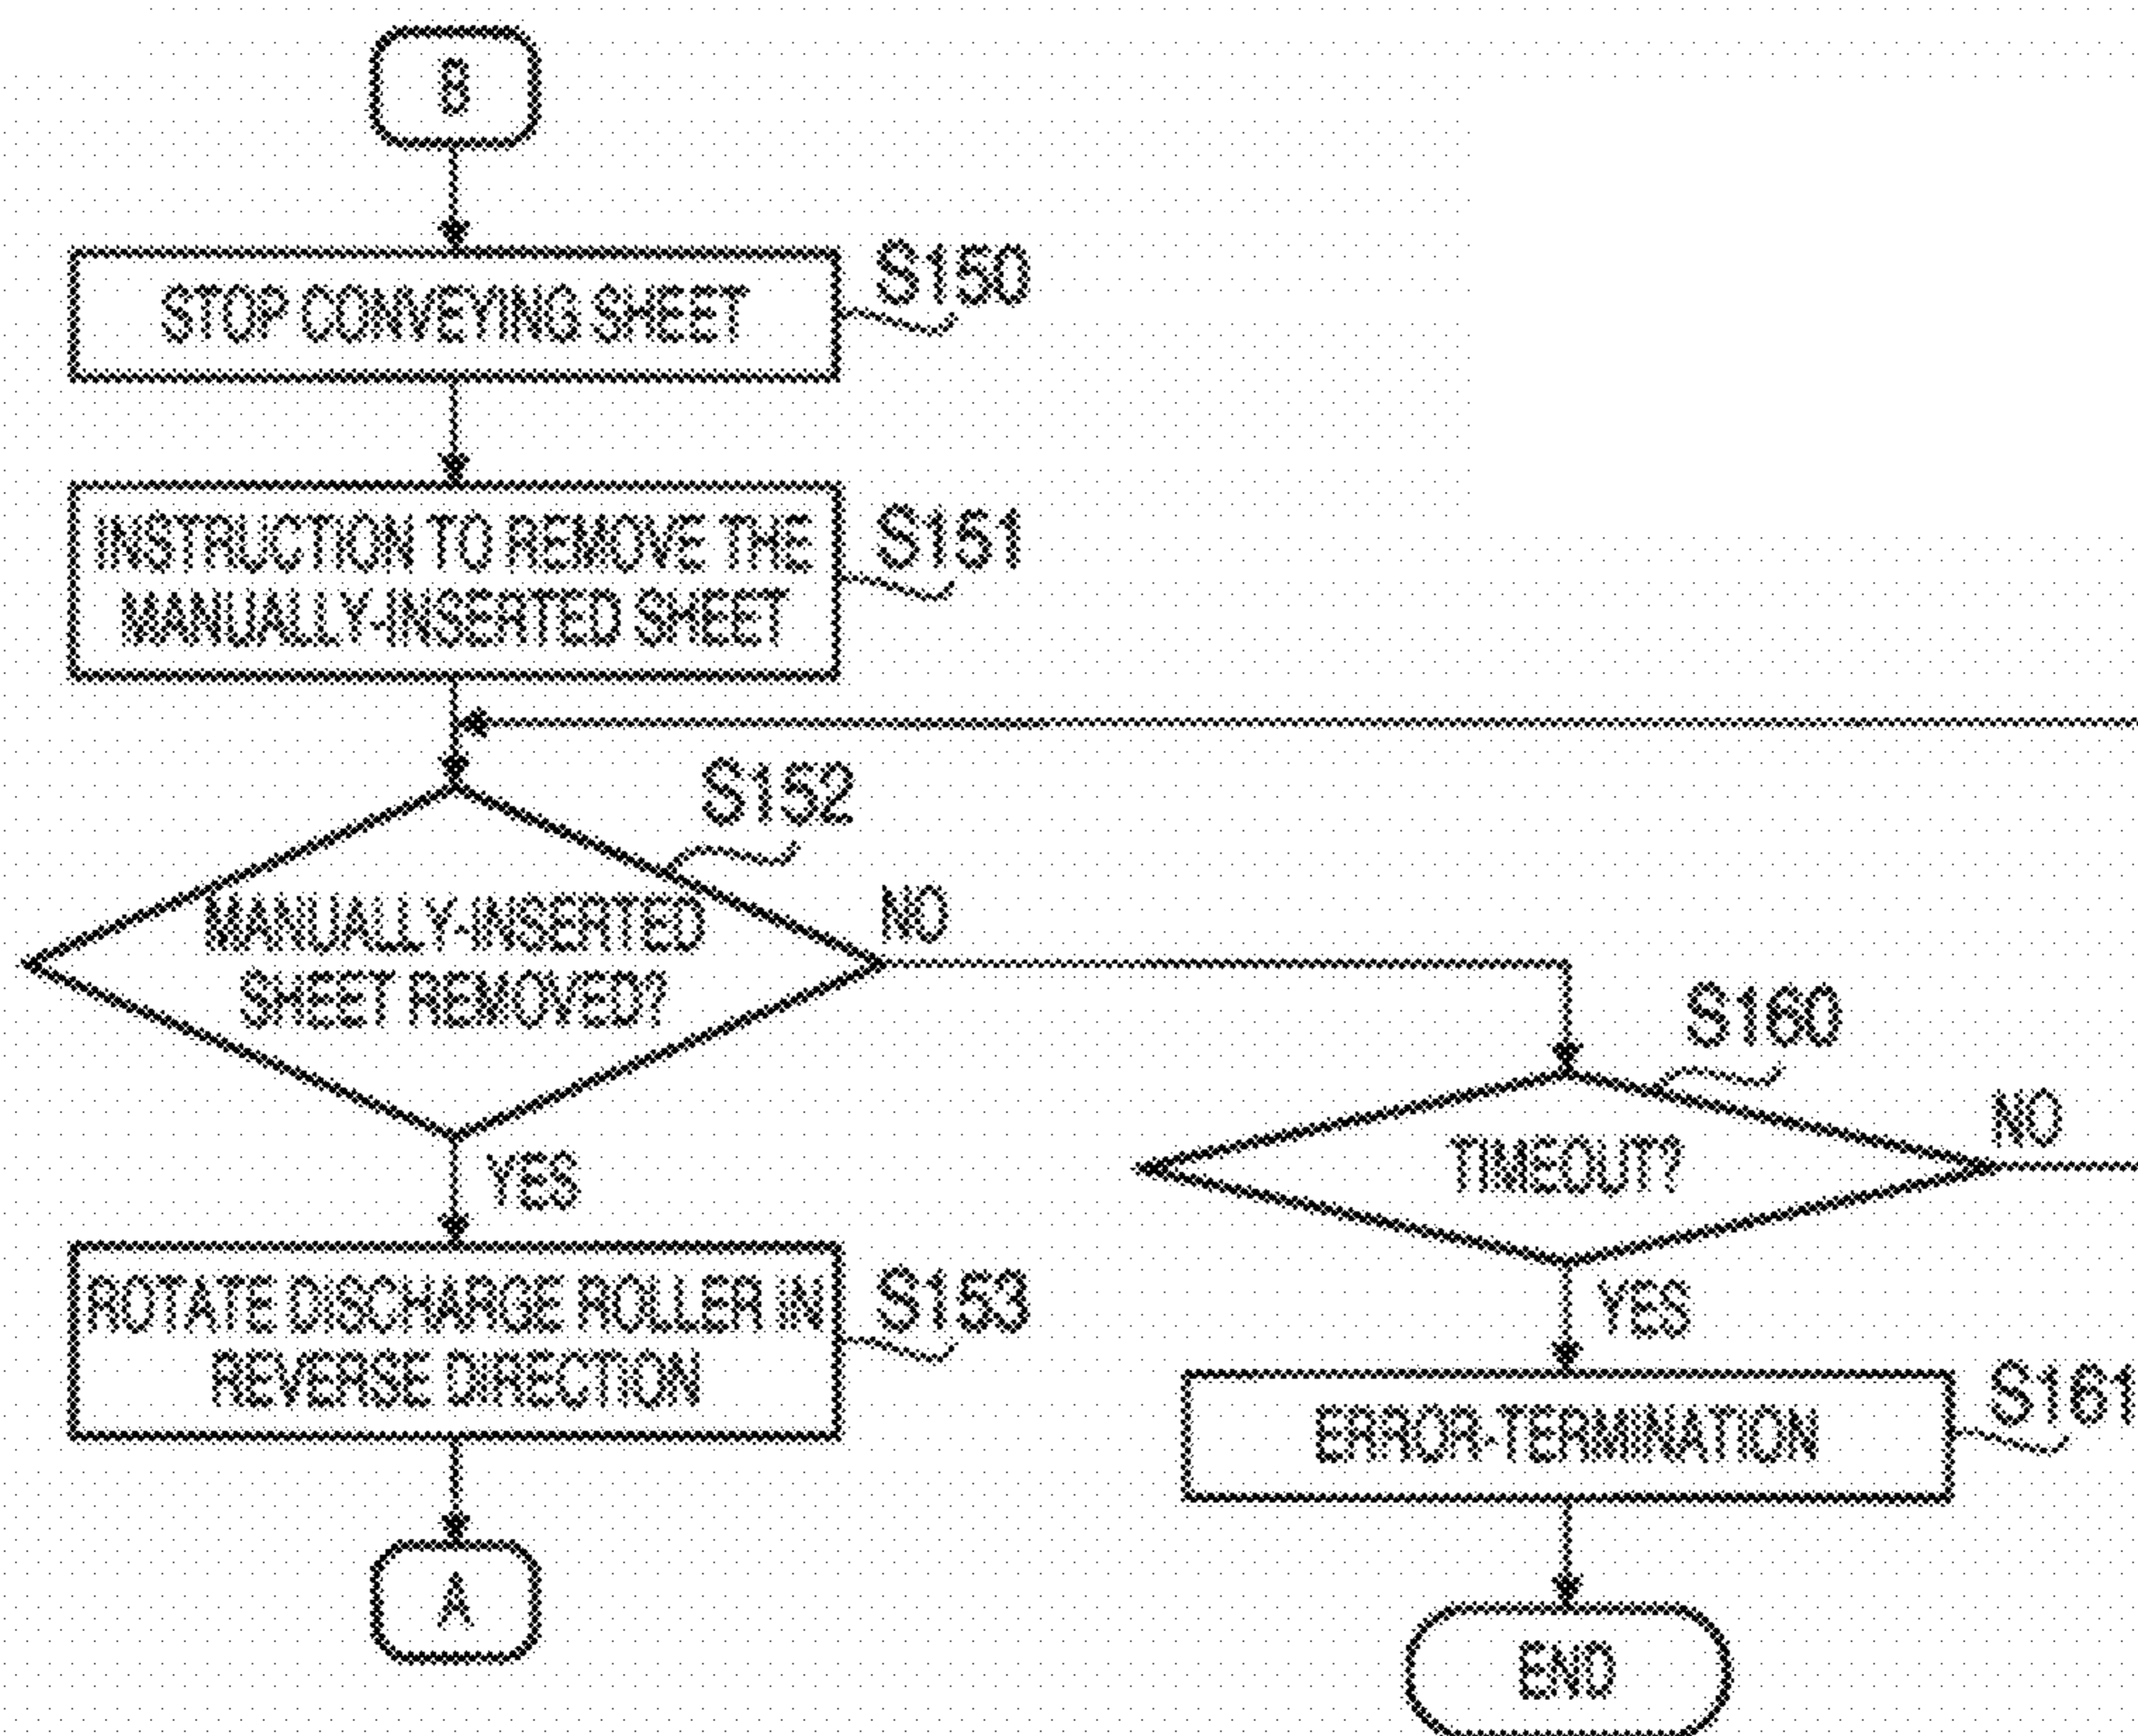 B
STOP CONVEYING SHEET
S150
INSTRUCTION TO REMOVE THE
MANUALLY-INSERTED SHEET
S151
S152
MANUALLY-INSERTED
SHEET REMOVED?
NO
YES
S160
TIMEOUT?
NO
YES
ROTATE DISCHARGE ROLLER IN
REVERSE DIRECTION
S153
ERROR-TERMINATION
S161
A
END